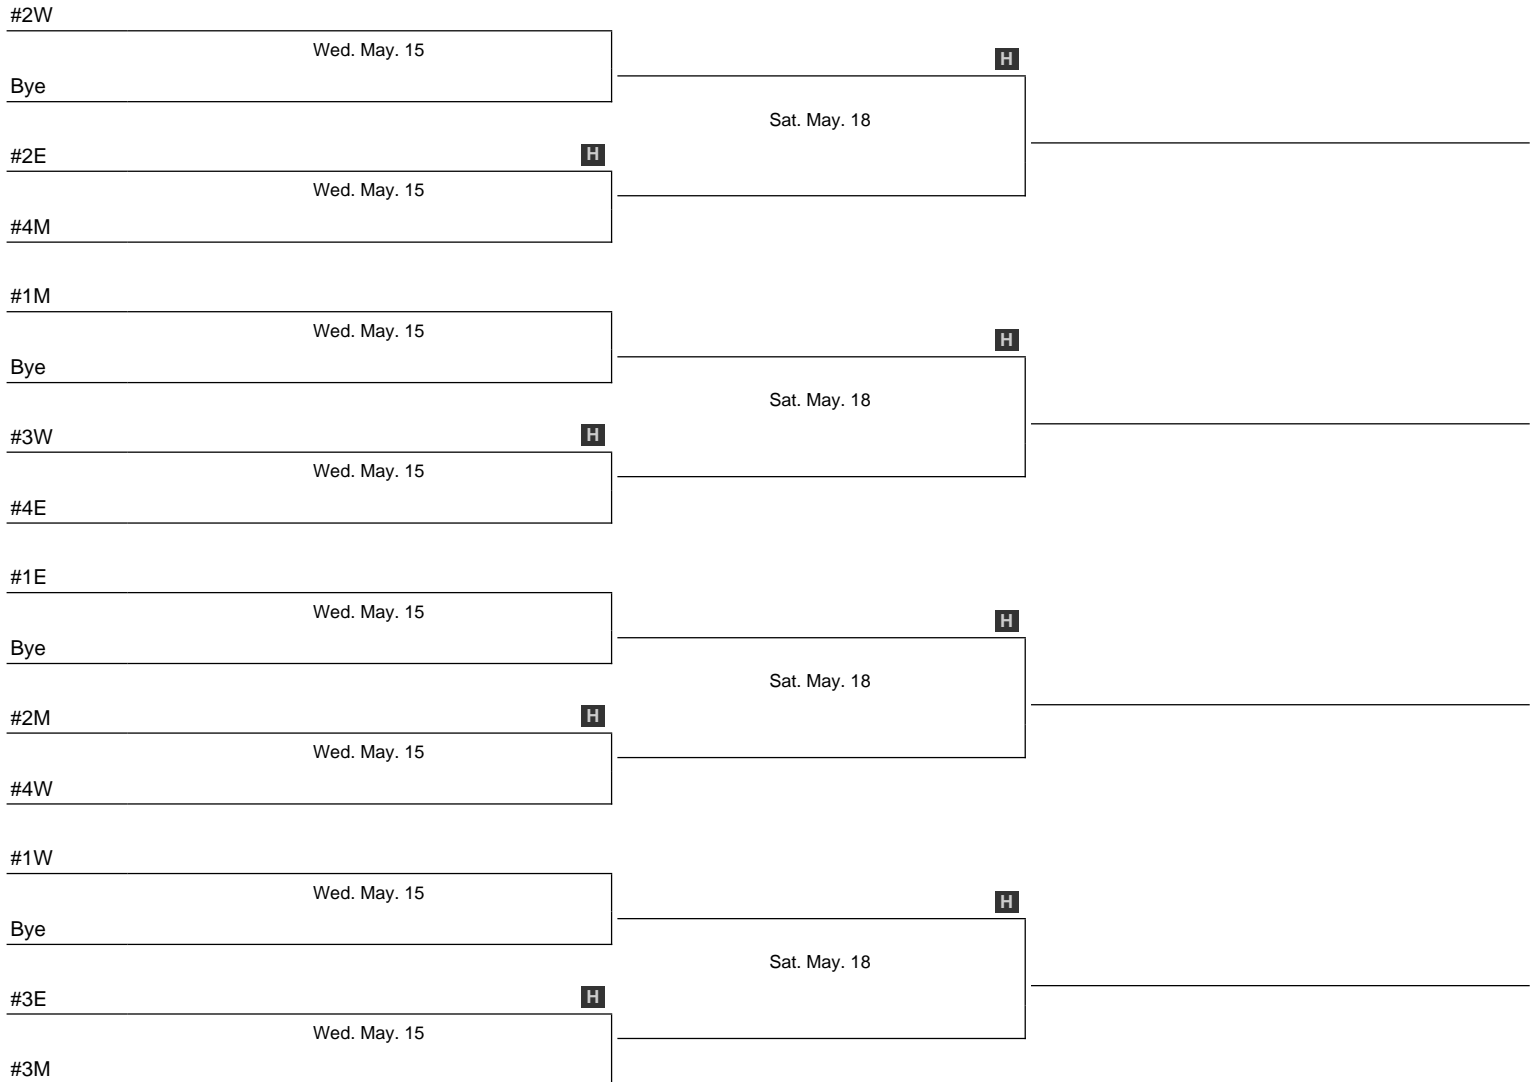 #2W
Wed. May. 15
H
Bye
Sat. May. 18
#2E
H
Wed. May. 15
#4M
#1M
Wed. May. 15
H
Bye
Sat. May. 18
#3W
H
Wed. May. 15
#4E
#1E
Wed. May. 15
H
Bye
Sat. May. 18
#2M
H
Wed. May. 15
#4W
#1W
Wed. May. 15
H
Bye
Sat. May. 18
#3E
H
Wed. May. 15
#3M